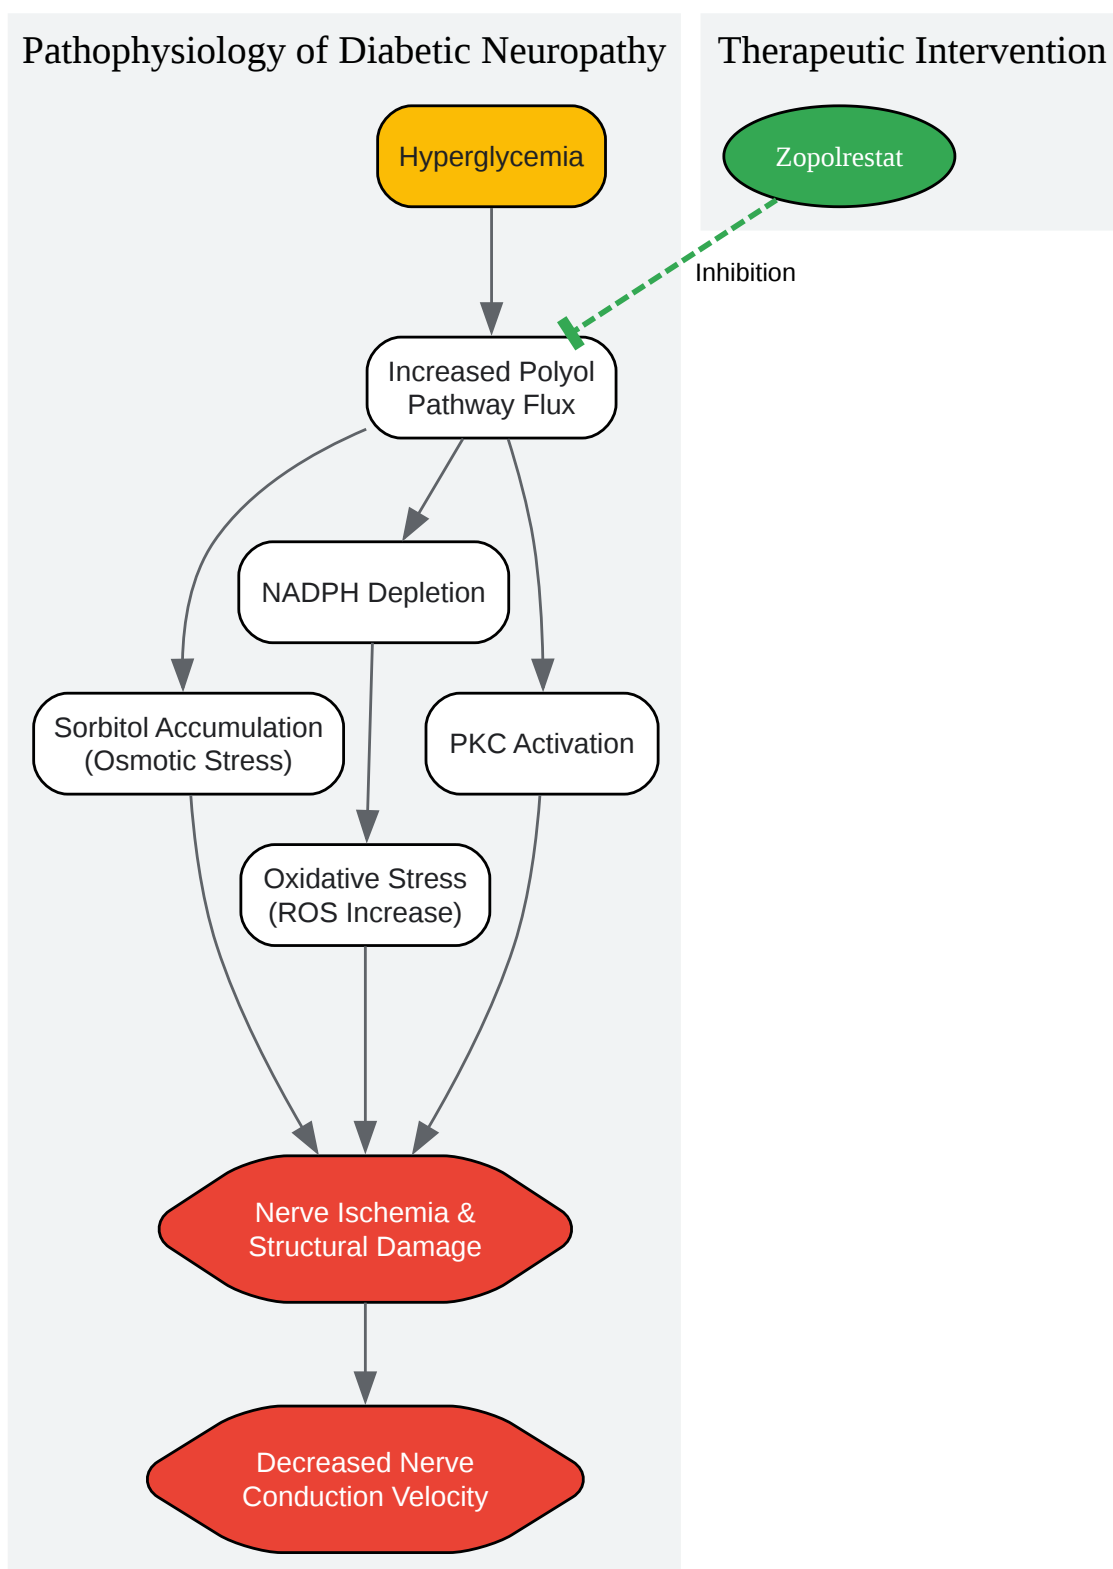 Pathophysiology of Diabetic Neuropathy
Therapeutic Intervention
Hyperglycemia
Zopolrestat
Inhibition
Increased Polyol
Pathway Flux
NADPH Depletion
Sorbitol Accumulation
(Osmotic Stress)
PKC Activation
Oxidative Stress
(ROS Increase)
Nerve Ischemia &
Structural Damage
Decreased Nerve
Conduction Velocity